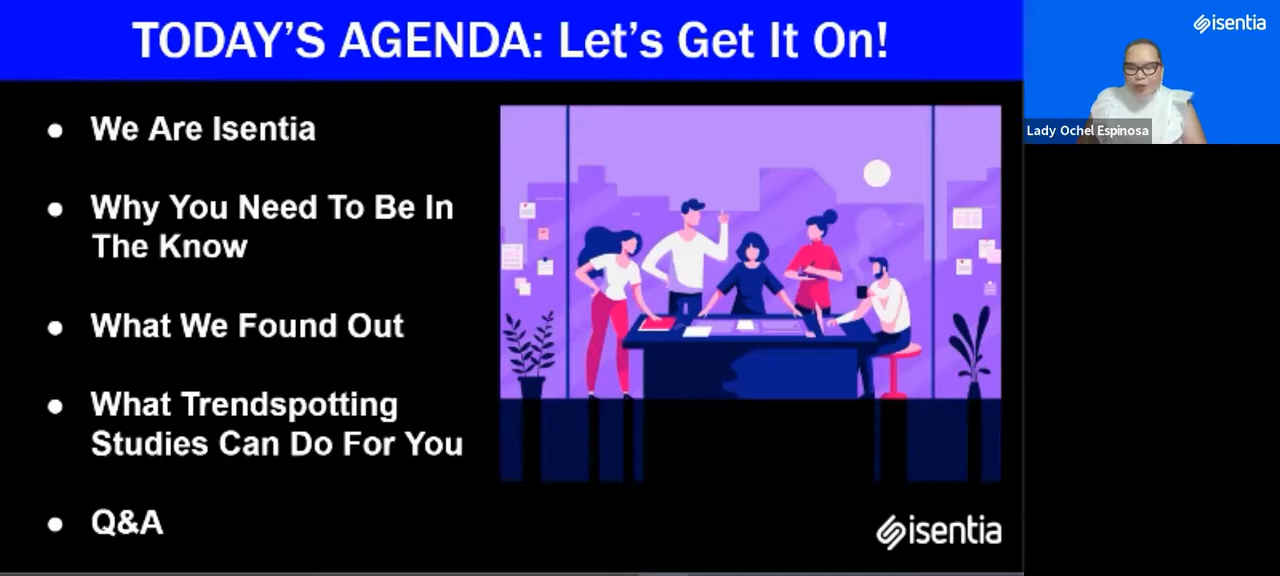 TODAY’S AGENDA: Let’s Get It On!
● We Are Isentia
● Why You Need To Be In
The Know
● What We Found Out
● What Trendspotting
Studies Can Do For You
● Q&A
isentia
isentia
Lady Ochel Espinosa